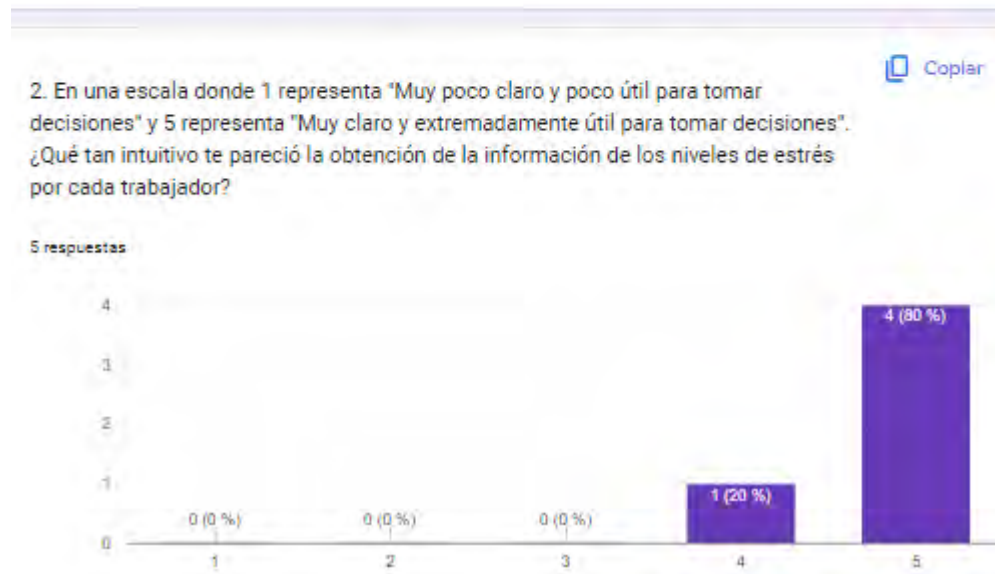 Copiar
2. En una escala donde 1 representa "Muy poco claro y poco útil para tomar
decisiones" y 5 representa "Muy claro y extremadamente útil para tomar decisiones".
¿Qué tan intuitivo te pareció la obtención de la información de los niveles de estrés
por cada trabajador?
5 respuestas
4
4 (80 %)
3
2
1
1 (20 %)
0 (0 %) 0 (0 %) 0 (0 %)
0
1 2 3 4 5